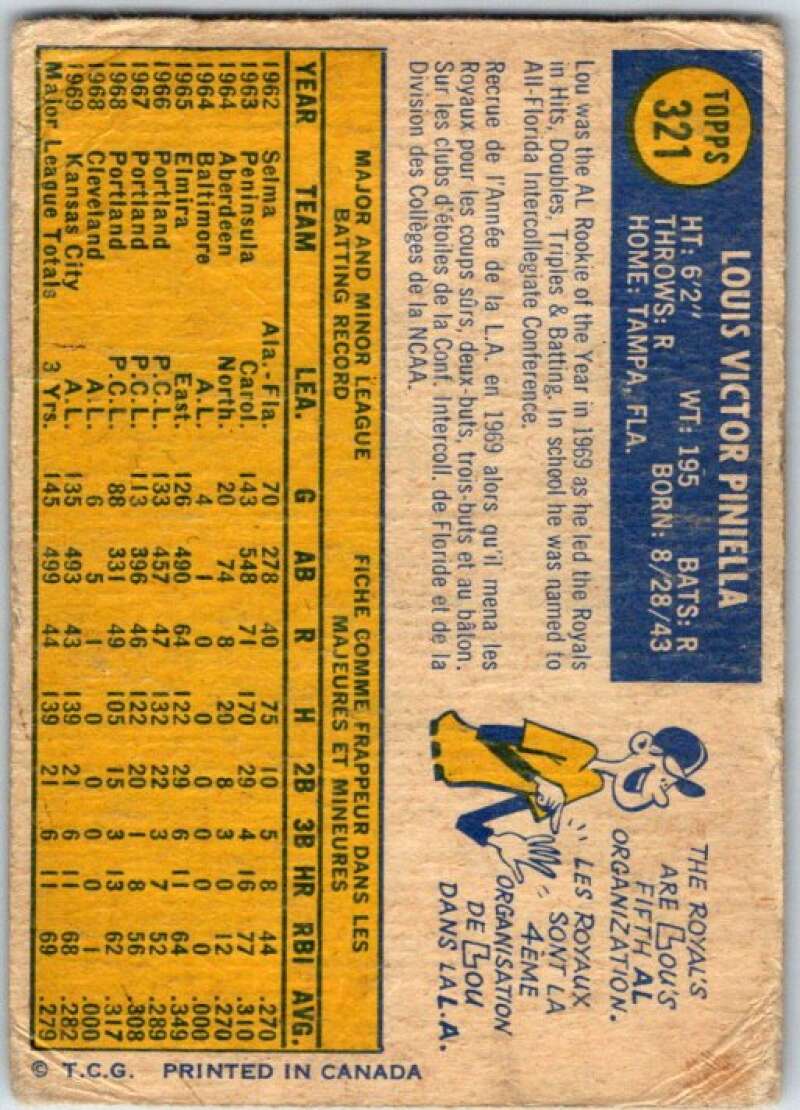 TOPPS
321
LOUIS VICTOR PINIELLA
HT: 6'2" WT: 195 BATS: R
THROWS: R BORN: 8/28/43
HOME: TAMPA, FLA.
Lou was the AL Rookie of the Year in 1969 as he led the Royals
in Hits, Doubles, Triples & Batting. In school he was named to
All-Florida Intercollegiate Conference.
Recrue de l'Année de la L.A. en 1969 alors qu'il mena les
Royaux pour les coups sûrs, deux-buts, trois-buts et au bâton.
Sur les clubs d'étoiles de la Conf. Intercoll. de Floride et de la
Division des Collèges de la NCAA.
THE ROYAL'S
ARE LOU'S
FIFTH AL
ORGANIZATION.
LES ROYAUX
SONT LA
4ÈME
ORGANISATION
DE LOU
DANS LA L.A.
MAJOR AND MINOR LEAGUE
BATTING RECORD
FICHE COMME FRAPPEUR DANS LES
MAJEURES ET MINEURES
YEAR TEAM LEA. G AB R H 2B 3B HR RBI AVG.
1962 Selma Ala.-Fla. 70 278 40 75 10 5 8 44 .270
1963 Peninsula Carol. 143 548 71 170 29 4 16 77 .310
1964 Aberdeen North. 20 74 8 20 8 3 0 12 .270
1964 Baltimore A.L. 4 1 0 0 0 0 0 0 .000
1965 Elmira East. 126 490 64 122 29 6 11 64 .349
1966 Portland P.C.L. 133 457 47 132 22 3 7 52 .289
1967 Portland P.C.L. 113 396 46 122 20 1 8 56 .308
1968 Portland P.C.L. 88 331 49 105 15 3 13 62 .317
1968 Cleveland A.L. 6 5 1 0 0 0 0 1 .000
1969 Kansas City A.L. 135 493 43 139 21 6 11 68 .282
Major League Totals 3 Yrs. 145 499 44 139 21 6 11 69 .279
© T.C.G. PRINTED IN CANADA